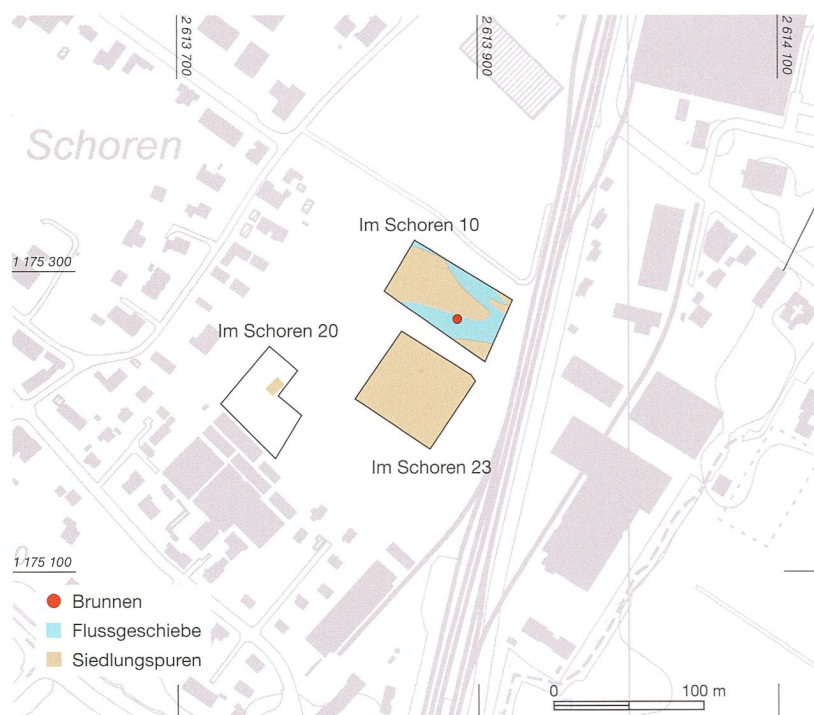 2 613 700
2 613 900
2 614 100
Schoren
Im Schoren 10
1 175 300
Im Schoren 20
Im Schoren 23
1 175 100
Brunnen
Flussgeschiebe
Siedlungspuren
0
100 m